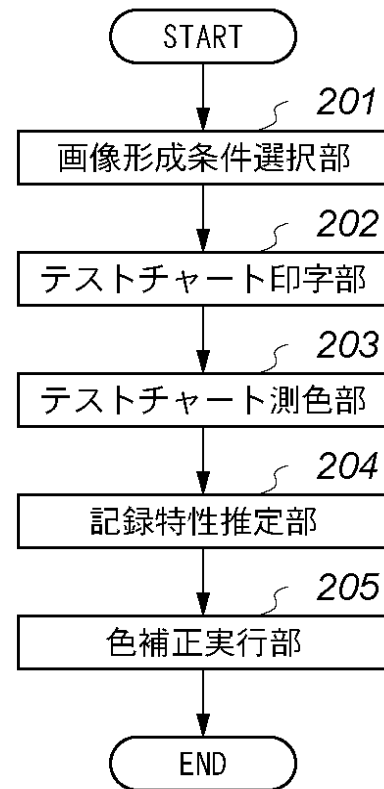 START
201
画像形成条件選択部
202
テストチャート印字部
203
テストチャート測色部
204
記録特性推定部
205
色補正実行部
END